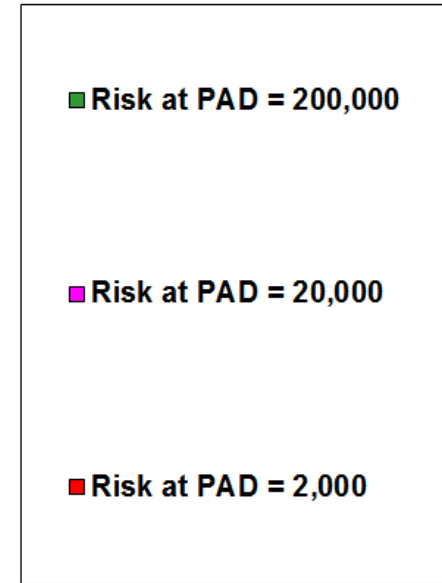 Risk at PAD = 200,000
Risk at PAD = 20,000
Risk at PAD = 2,000